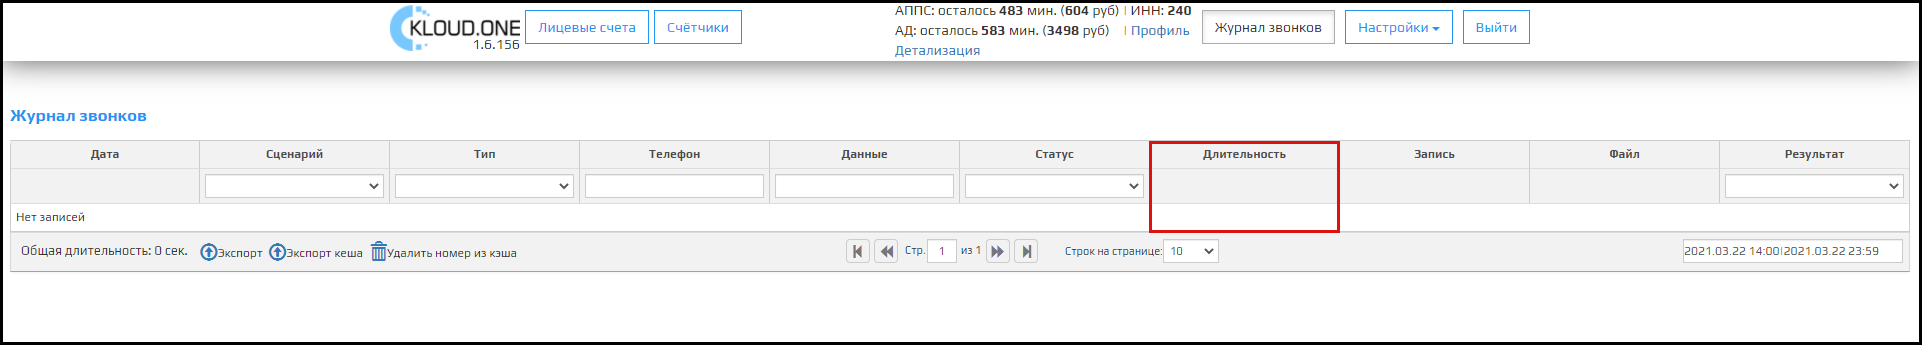 KLOUD.ONE
1.6.156
Лицевые счета
Счётчики
АППС: осталось 483 мин. (604 руб) | ИНН: 240
АД: осталось 583 мин. (3498 руб) | Профиль
Детализация
Журнал звонков
Настройки
Выйти
Журнал звонков
Дата Сценарий Тип Телефон Данные Статус Длительность Запись Файл Результат
Нет записей
Общая длительность: 0 сек. Экспорт Экспорт кеша Удалить номер из кэша Стр. 1 из 1 Строк на странице: 10 2021.03.22 14:00|2021.03.22 23:59